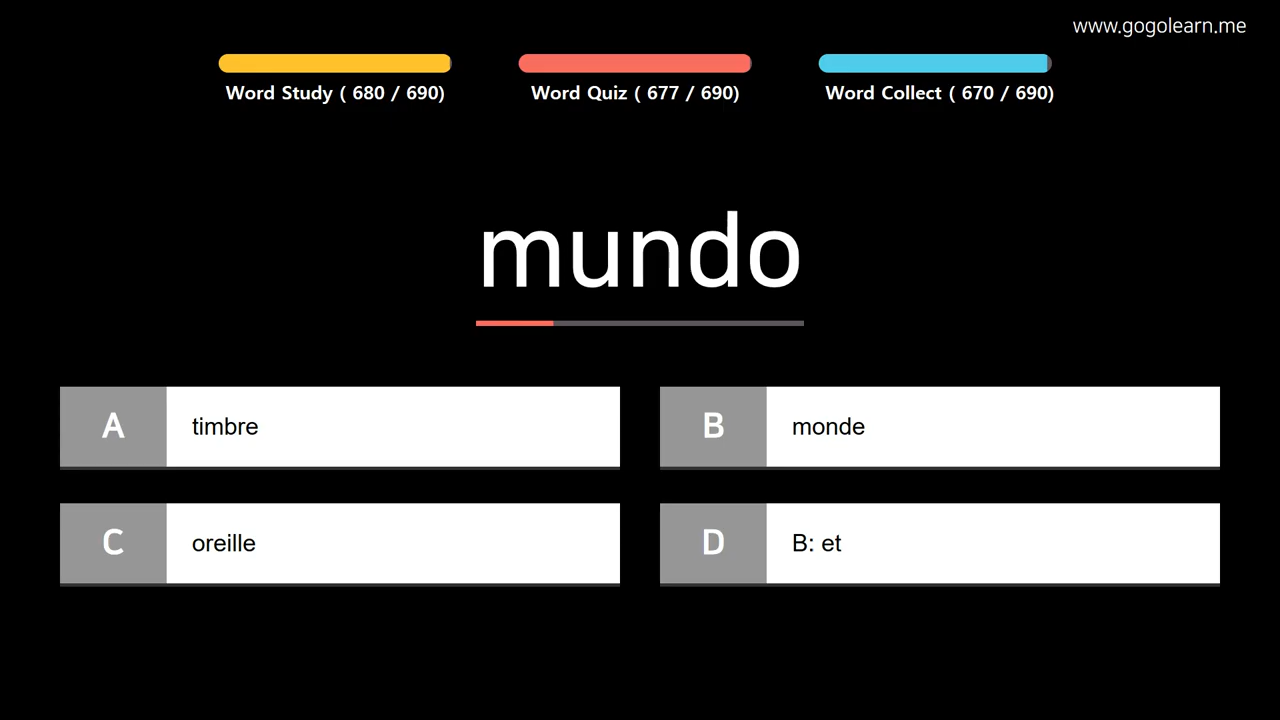 www.gogolearn.me
Word Study ( 680 / 690)
Word Quiz ( 677 / 690)
Word Collect ( 670 / 690)
mundo
A timbre
B monde
C oreille
D B: et